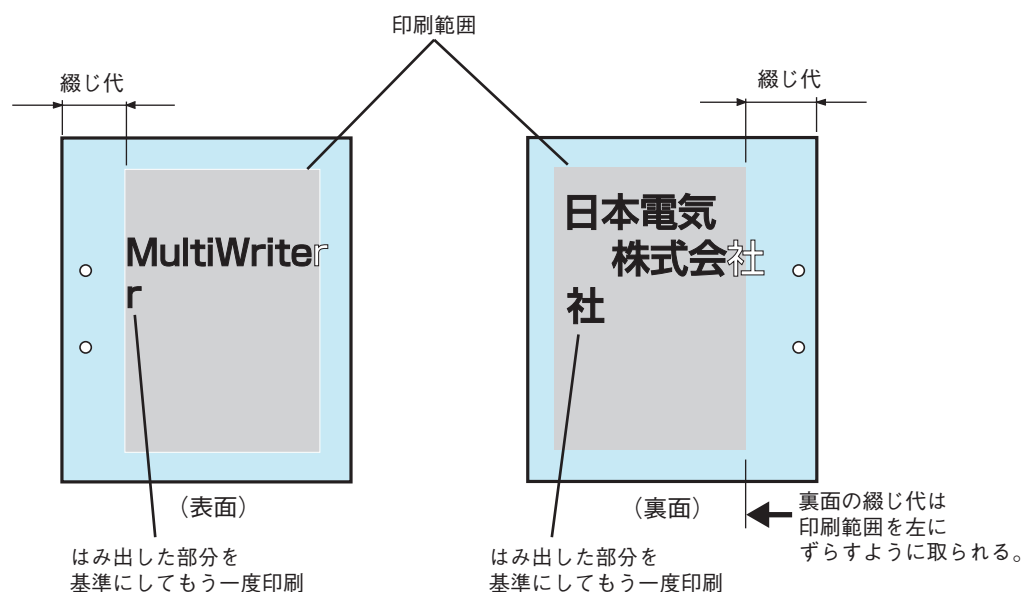 印刷範囲
綴じ代
綴じ代
MultiWriter
r
日本電気
株式会社
社
（表面）
（裏面）
裏面の綴じ代は
印刷範囲を左に
ずらすように取られる。
はみ出した部分を
基準にしてもう一度印刷
はみ出した部分を
基準にしてもう一度印刷